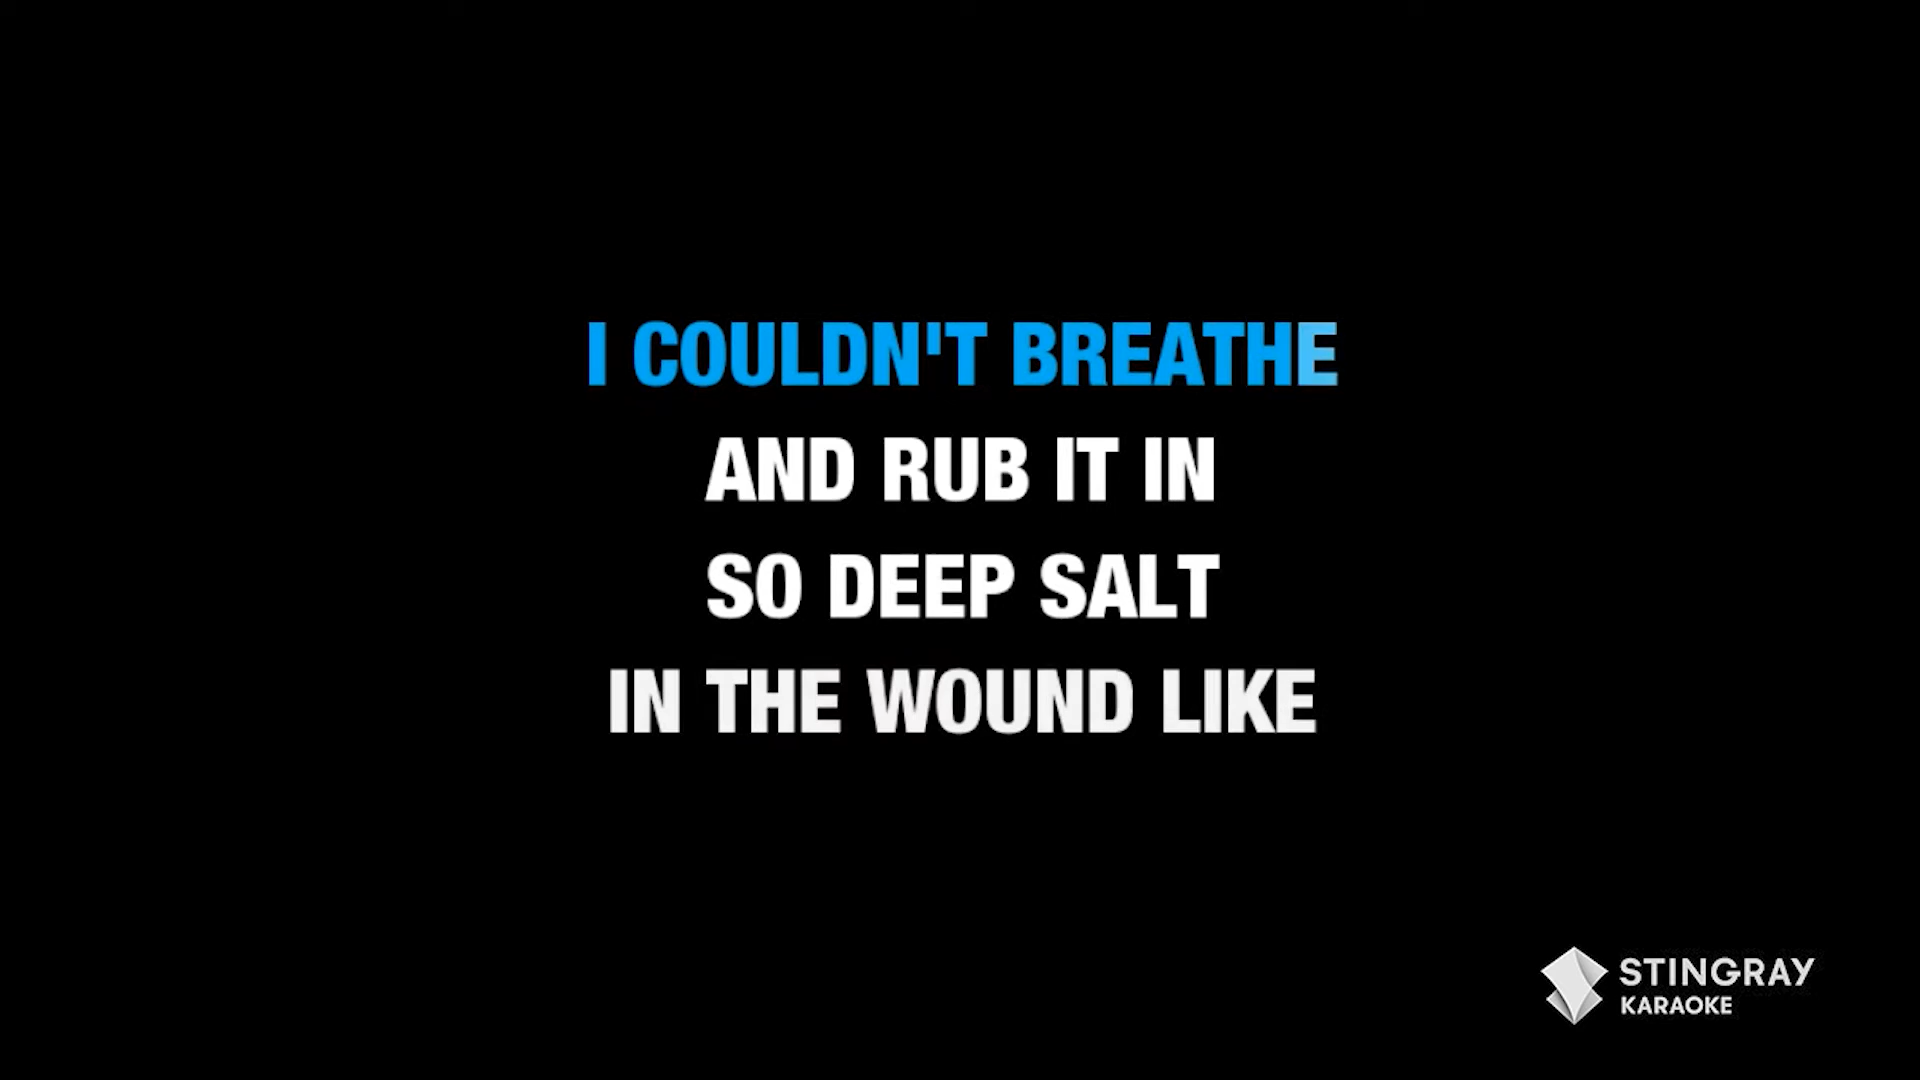 I COULDN'T BREATHE
AND RUB IT IN
SO DEEP SALT
IN THE WOUND LIKE
STINGRAY
KARAOKE